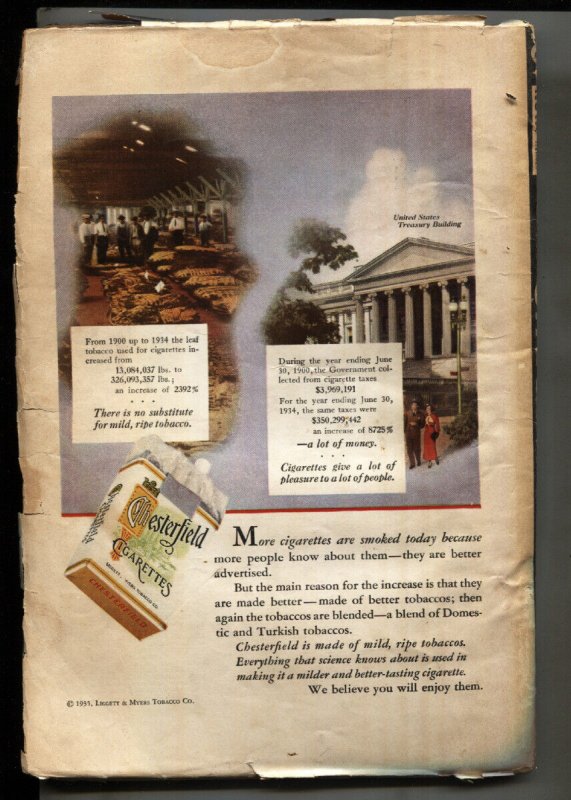 United States
Treasury Building
From 1900 up to 1934 the leaf
tobacco used for cigarettes in-
creased from
13,084,037 lbs. to
326,093,357 lbs.;
an increase of 2392%
. . .
There is no substitute
for mild, ripe tobacco.
During the year ending June
30, 1900, the Government col-
lected from cigarette taxes
$3,969,191
For the year ending June 30,
1934, the same taxes were
$350,299,442
an increase of 8725%
—a lot of money.
. . . .
Cigarettes give a lot of
pleasure to a lot of people.
Chesterfield
CIGARETTES
LIGGETT & MYERS TOBACCO CO.
CHESTERFIELD
More cigarettes are smoked today because
more people know about them—they are better
advertised.
But the main reason for the increase is that they
are made better—made of better tobaccos; then
again the tobaccos are blended—a blend of Domes-
tic and Turkish tobaccos.
Chesterfield is made of mild, ripe tobaccos.
Everything that science knows about is used in
making it a milder and better-tasting cigarette.
We believe you will enjoy them.
© 1935, LIGGETT & MYERS TOBACCO CO.